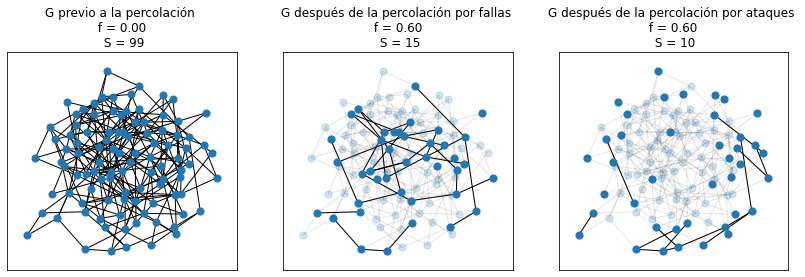 G previo a la percolación
f = 0.00
S = 99
G después de la percolación por fallas
f = 0.60
S = 15
G después de la percolación por ataques
f = 0.60
S = 10